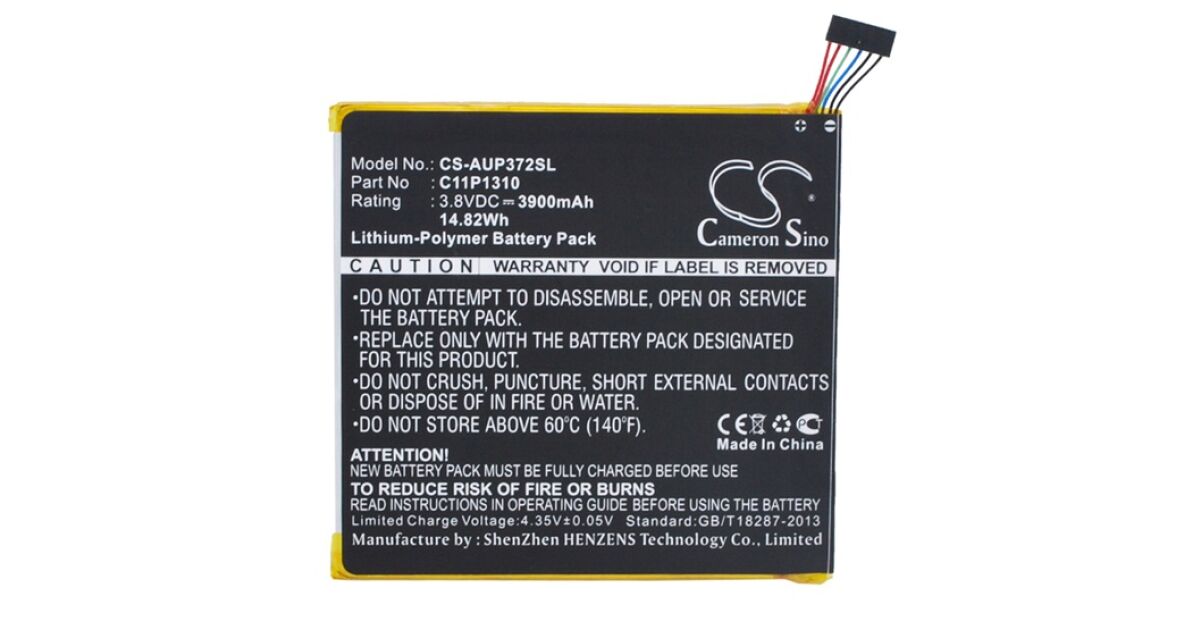 Model No.: CS-AUP372SL
Part No : C11P1310
Rating : 3.8VDC ⎓ 3900mAh
14.82Wh
Lithium-Polymer Battery Pack
CS
®
Cameron Sino
CAUTION WARRANTY VOID IF LABEL IS REMOVED
•DO NOT ATTEMPT TO DISASSEMBLE, OPEN OR SERVICE
THE BATTERY PACK.
•REPLACE ONLY WITH THE BATTERY PACK DESIGNATED
FOR THIS PRODUCT.
•DO NOT CRUSH, PUNCTURE, SHORT EXTERNAL CONTACTS
OR DISPOSE OF IN FIRE OR WATER.
•DO NOT STORE ABOVE 60°C (140°F).
CE
PC
Made In China
ATTENTION!
NEW BATTERY PACK MUST BE FULLY CHARGED BEFORE USE
TO REDUCE RISK OF FIRE OR BURNS
READ INSTRUCTIONS IN OPERATING GUIDE BEFORE USING THE BATTERY
Limited Charge Voltage:4.35V±0.05V Standard:GB/T18287-2013
Manufacture by : ShenZhen HENZENS Technology Co., Limited